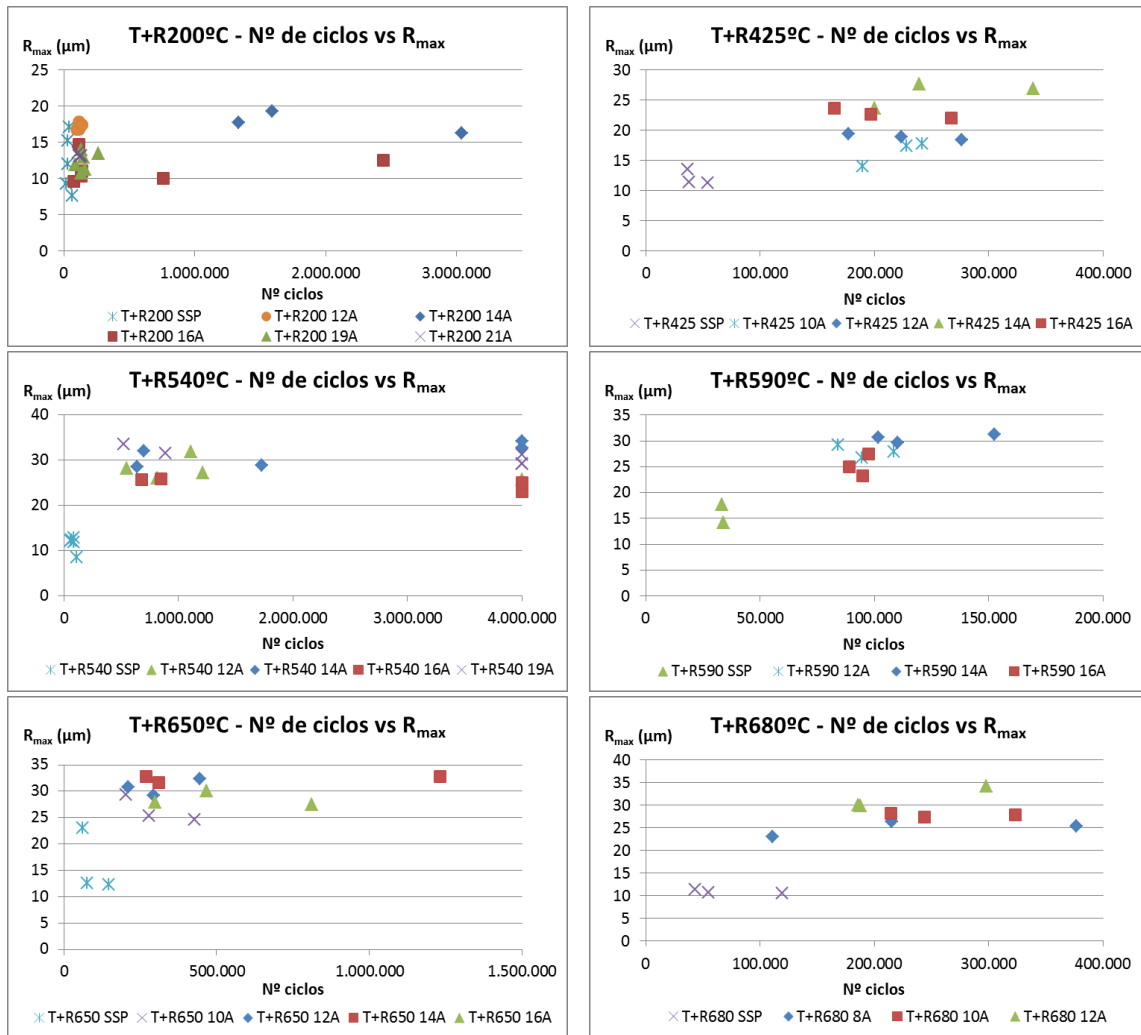 T+R200ºC - Nº de ciclos vs Rmax
Rmax (µm)
25
20
15
10
5
0
0 1.000.000 2.000.000 3.000.000
Nº ciclos
T+R200 SSP T+R200 12A T+R200 14A
T+R200 16A T+R200 19A T+R200 21A
T+R425ºC - Nº de ciclos vs Rmax
Rmax (µm)
30
25
20
15
10
5
0
0 100.000 200.000 300.000 400.000
Nº ciclos
T+R425 SSP T+R425 10A T+R425 12A T+R425 14A T+R425 16A
T+R540ºC - Nº de ciclos vs Rmax
Rmax (µm)
40
30
20
10
0
0 1.000.000 2.000.000 3.000.000 4.000.000
Nº ciclos
T+R540 SSP T+R540 12A T+R540 14A T+R540 16A T+R540 19A
T+R590ºC - Nº de ciclos vs Rmax
Rmax (µm)
35
30
25
20
15
10
5
0
0 50.000 100.000 150.000 200.000
Nº ciclos
T+R590 SSP T+R590 12A T+R590 14A T+R590 16A
T+R650ºC - Nº de ciclos vs Rmax
Rmax (µm)
35
30
25
20
15
10
5
0
0 500.000 1.000.000 1.500.000
Nº ciclos
T+R650 SSP T+R650 10A T+R650 12A T+R650 14A T+R650 16A
T+R680ºC - Nº de ciclos vs Rmax
Rmax (µm)
40
35
30
25
20
15
10
5
0
0 100.000 200.000 300.000 400.000
Nº ciclos
T+R680 SSP T+R680 8A T+R680 10A T+R680 12A